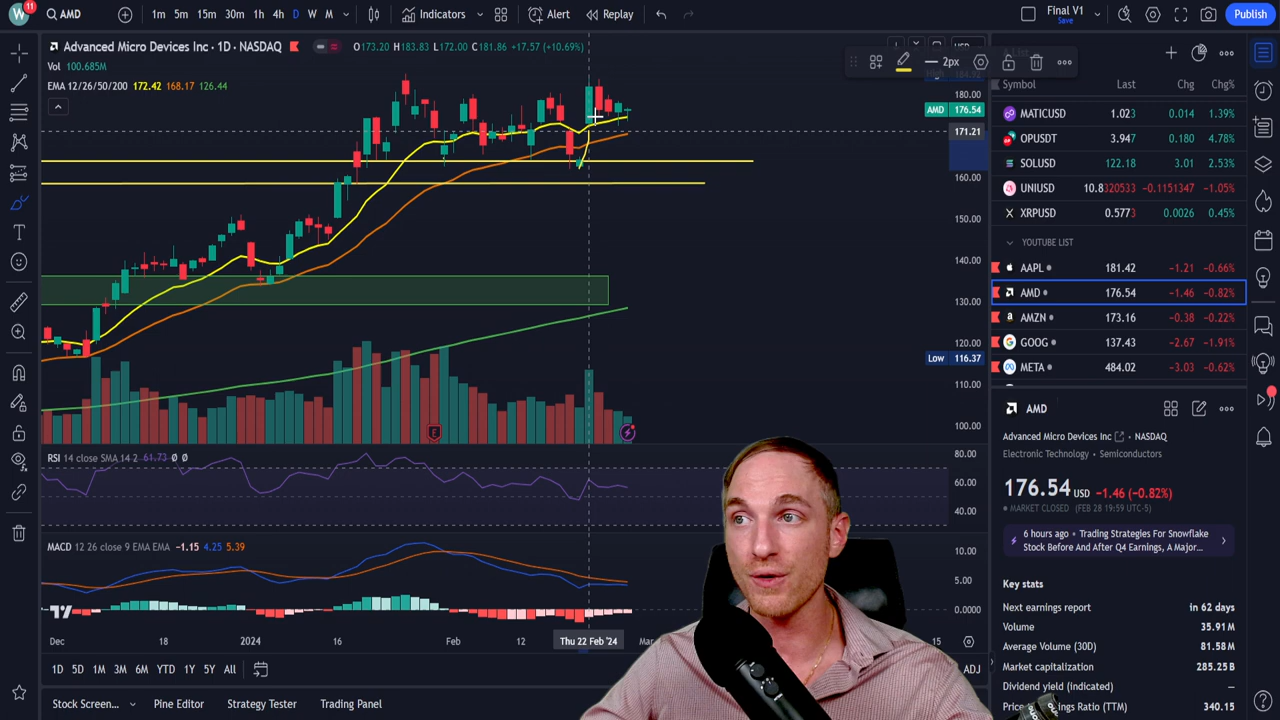 W 11 AMD 1m 5m 15m 30m 1h 4h D W M Indicators Alert Replay Final V1 Save Publish
Advanced Micro Devices Inc · 1D · NASDAQ O173.20 H183.83 L172.00 C181.86 +17.57 (+10.69%)
Vol 100.685M
EMA 12/26/50/200 172.42 168.17 126.44
2px
180.00
AMD 176.54
171.21
160.00
150.00
140.00
130.00
120.00
Low 116.37
110.00
100.00
E
RSI 14 close SMA 14 2 61.73 Ø Ø
80.00
60.00
40.00
MACD 12 26 close 9 EMA EMA −1.15 4.25 5.39
10.00
5.00
0.0000
Dec 18 2024 16 Feb 12 Thu 22 Feb '24 Mar 15
1D 5D 1M 3M 6M YTD 1Y 5Y All ADJ
Stock Screen... Pine Editor Strategy Tester Trading Panel
Symbol Last Chg Chg%
MATICUSD 1.023 0.014 1.39%
OPUSDT 3.947 0.180 4.78%
SOLUSD 122.18 3.01 2.53%
UNIUSD 10.8320533 -0.1151347 −1.05%
XRPUSD 0.5773 0.0026 0.45%
YOUTUBE LIST
AAPL 181.42 −1.21 −0.66%
AMD 176.54 −1.46 −0.82%
AMZN 173.16 −0.38 −0.22%
GOOG 137.43 −2.67 −1.91%
META 484.02 −3.03 −0.62%
AMD
Advanced Micro Devices Inc · NASDAQ
Electronic Technology · Semiconductors
176.54 USD −1.46 (−0.82%)
MARKET CLOSED (FEB 28 19:59 UTC-5)
6 hours ago · Trading Strategies For Snowflake
Stock Before And After Q4 Earnings, A Major...
Key stats
Next earnings report in 62 days
Volume 35.91M
Average Volume (30D) 81.58M
Market capitalization 285.25B
Dividend yield (indicated) —
340.15